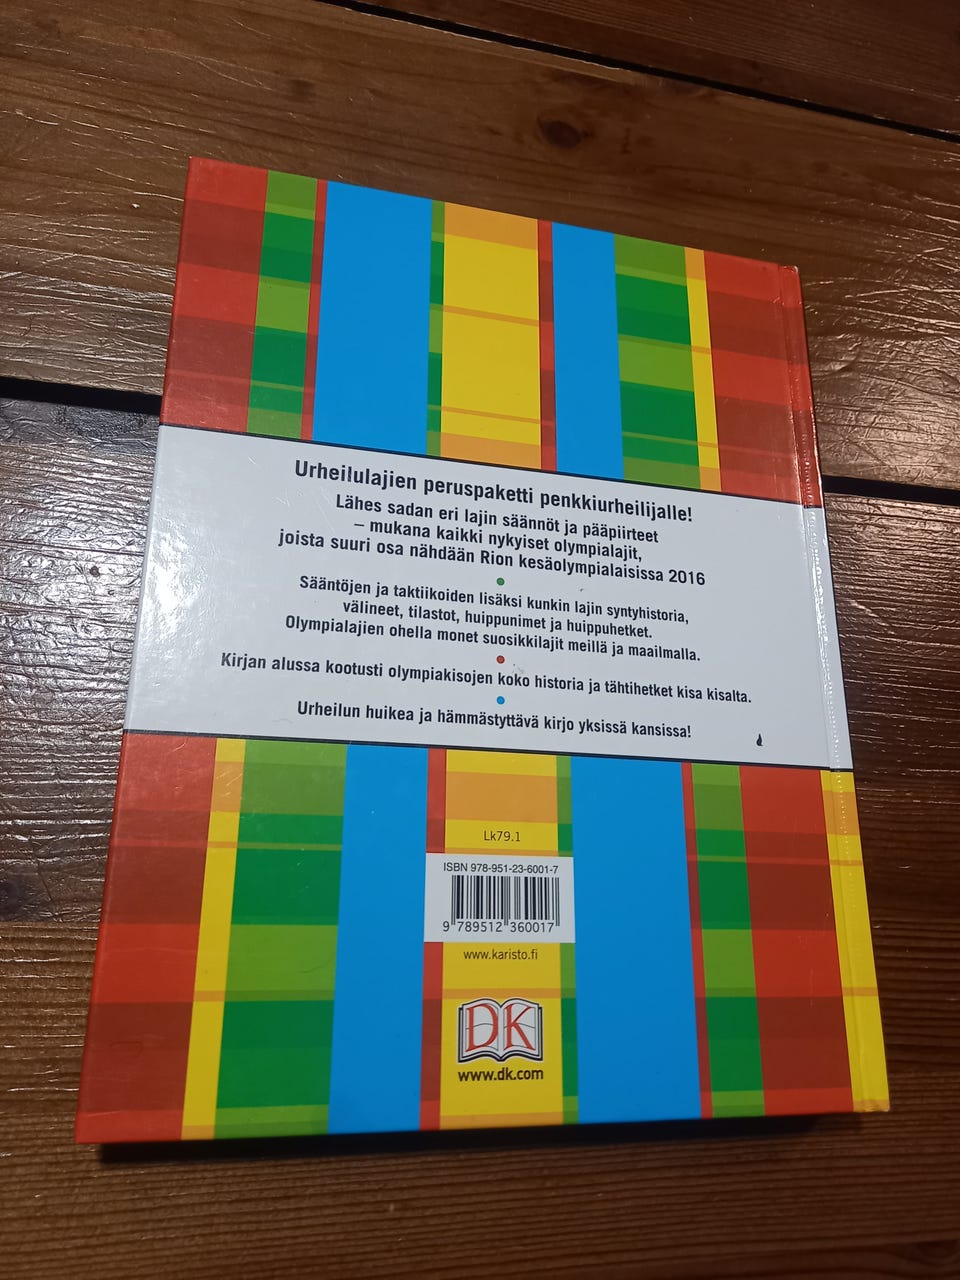 Urheilulajien peruspaketti penkkiurheilijalle!
Lähes sadan eri lajin säännöt ja pääpiirteet
– mukana kaikki nykyiset olympialajit,
joista suuri osa nähdään Rion kesäolympialaisissa 2016
Sääntöjen ja taktiikoiden lisäksi kunkin lajin syntyhistoria,
välineet, tilastot, huippunimet ja huippuhetket.
Olympialajien ohella monet suosikkilajit meillä ja maailmalla.
Kirjan alussa kootusti olympiakisojen koko historia ja tähtihetket kisa kisalta.
Urheilun huikea ja hämmästyttävä kirjo yksissä kansissa!
Lk79.1
ISBN 978-951-23-6001-7
9 789512 360017
www.karisto.fi
DK
www.dk.com